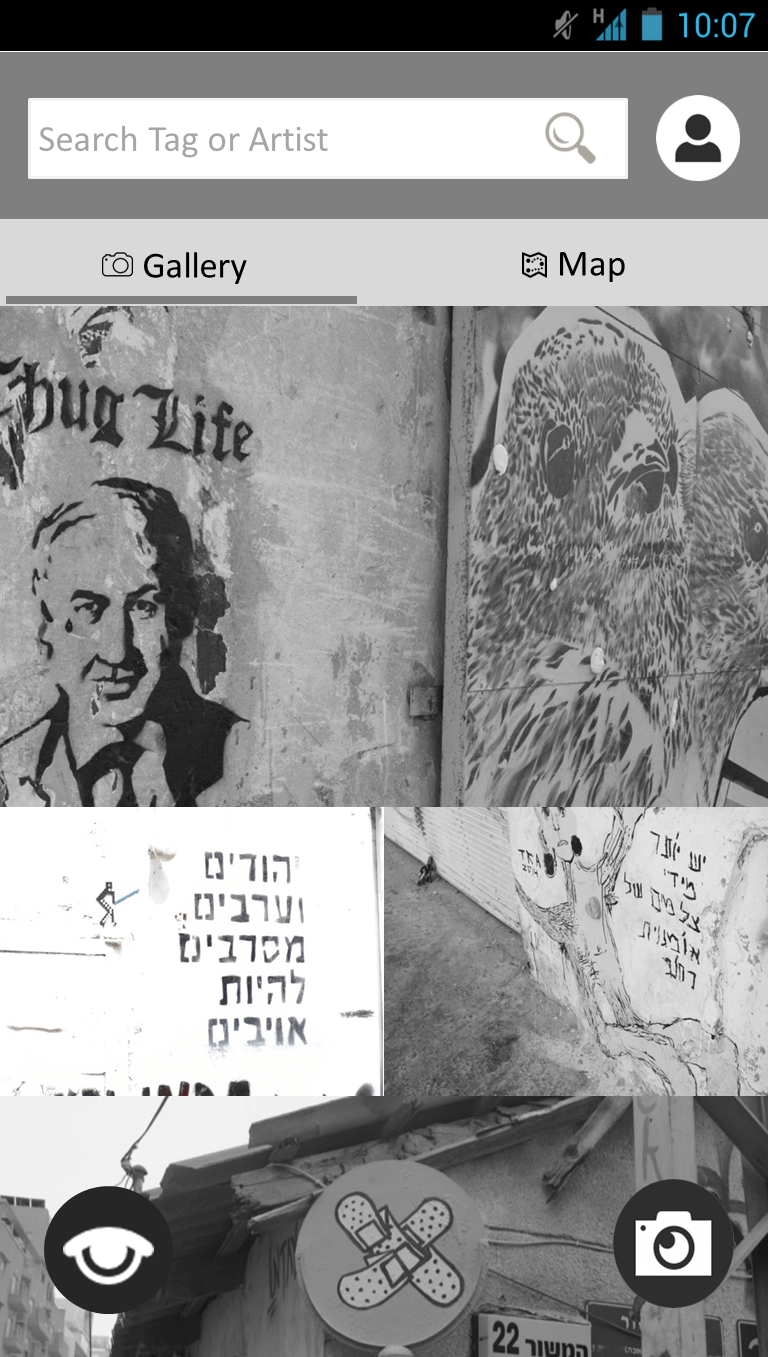 H 10:07
Search Tag or Artist
Gallery
Map
Thug Life
יהודים
וערבים
מסרבים
להיות
אויבים
יש יותר
מידי
צלמים של
אומנות
רחוב
המשור 22